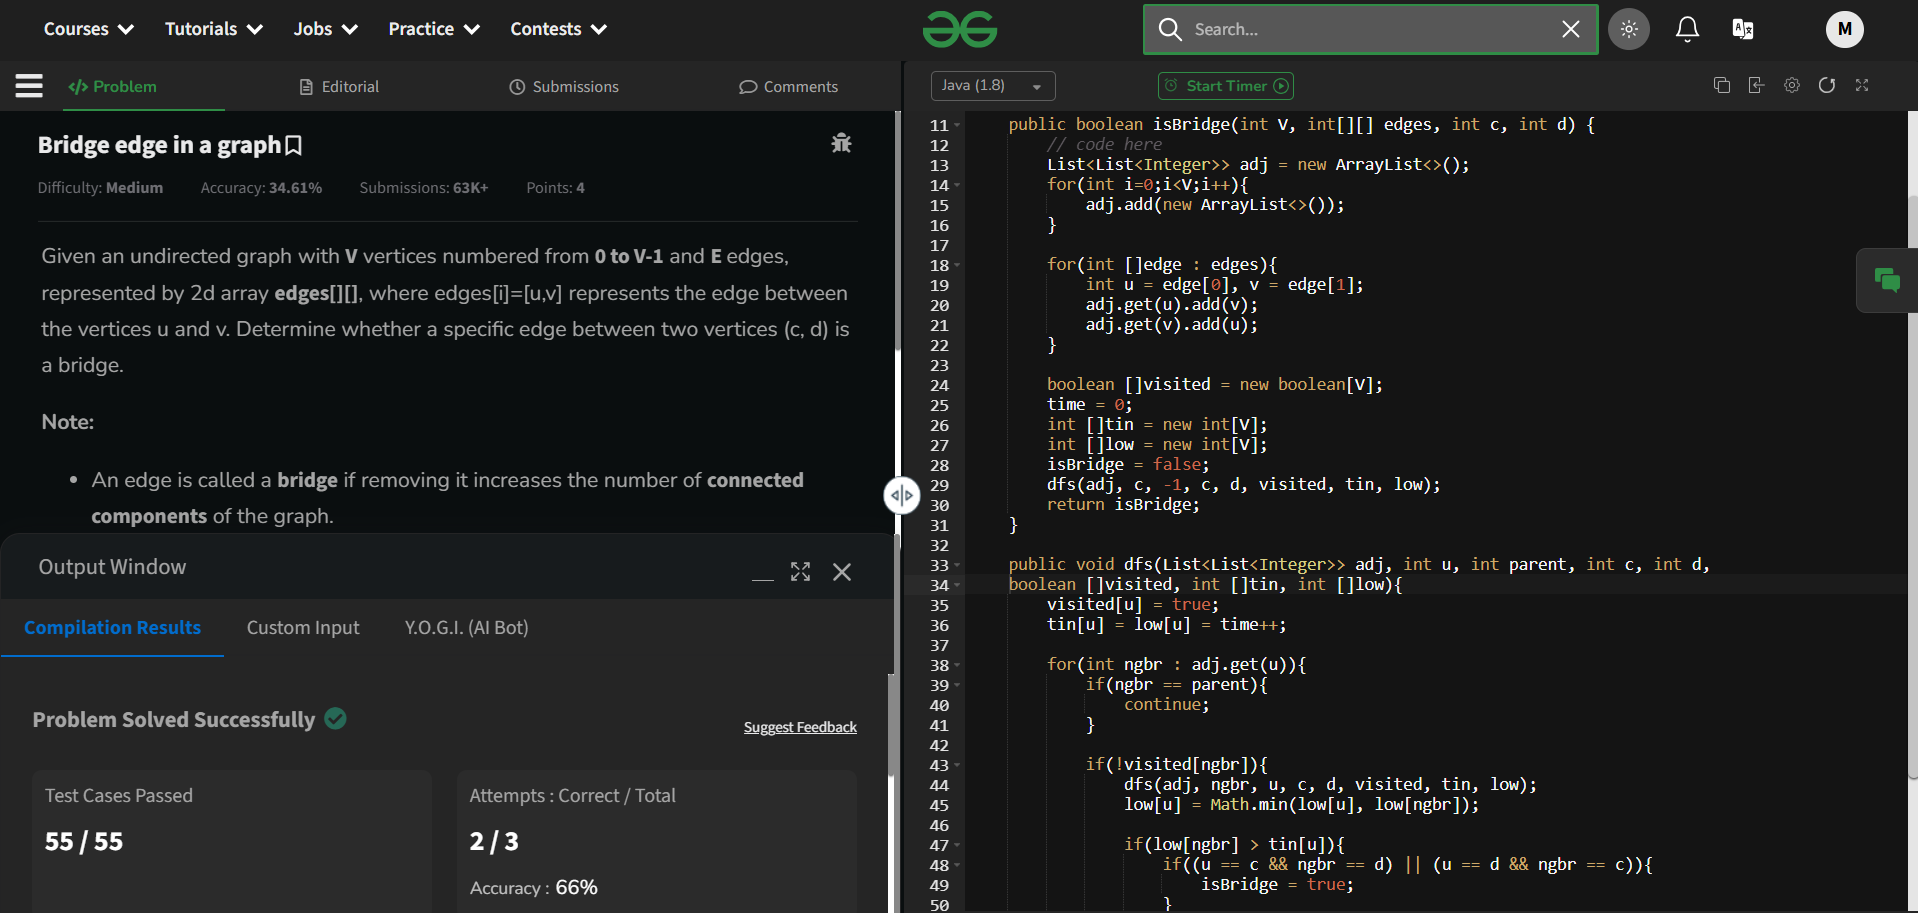 Courses Tutorials Jobs Practice Contests Search... M
Problem Editorial Submissions Comments
Bridge edge in a graph
Difficulty: Medium Accuracy: 34.61% Submissions: 63K+ Points: 4
Given an undirected graph with V vertices numbered from 0 to V-1 and E edges,
represented by 2d array edges[][], where edges[i]=[u,v] represents the edge between
the vertices u and v. Determine whether a specific edge between two vertices (c, d) is
a bridge.
Note:
• An edge is called a bridge if removing it increases the number of connected
components of the graph.
Output Window
Compilation Results Custom Input Y.O.G.I. (AI Bot)
Problem Solved Successfully
Suggest Feedback
Test Cases Passed
55 / 55
Attempts : Correct / Total
2 / 3
Accuracy : 66%
Java (1.8) Start Timer
11 public boolean isBridge(int V, int[][] edges, int c, int d) {
12 // code here
13 List<List<Integer>> adj = new ArrayList<>();
14 for(int i=0;i<V;i++){
15 adj.add(new ArrayList<>());
16 }
17
18 for(int []edge : edges){
19 int u = edge[0], v = edge[1];
20 adj.get(u).add(v);
21 adj.get(v).add(u);
22 }
23
24 boolean []visited = new boolean[V];
25 time = 0;
26 int []tin = new int[V];
27 int []low = new int[V];
28 isBridge = false;
29 dfs(adj, c, -1, c, d, visited, tin, low);
30 return isBridge;
31 }
32
33 public void dfs(List<List<Integer>> adj, int u, int parent, int c, int d,
34 boolean []visited, int []tin, int []low){
35 visited[u] = true;
36 tin[u] = low[u] = time++;
37
38 for(int ngbr : adj.get(u)){
39 if(ngbr == parent){
40 continue;
41 }
42
43 if(!visited[ngbr]){
44 dfs(adj, ngbr, u, c, d, visited, tin, low);
45 low[u] = Math.min(low[u], low[ngbr]);
46
47 if(low[ngbr] > tin[u]){
48 if((u == c && ngbr == d) || (u == d && ngbr == c)){
49 isBridge = true;
50 }